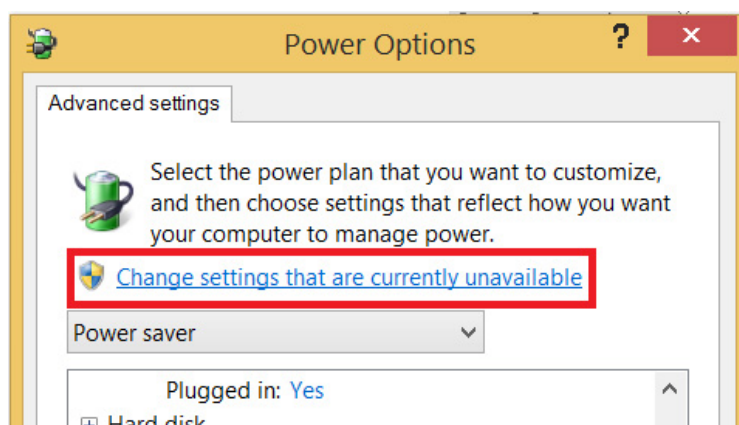 Power Options
?
Advanced settings
Select the power plan that you want to customize,
and then choose settings that reflect how you want
your computer to manage power.
Change settings that are currently unavailable
Power saver
Plugged in: Yes
Hard disk